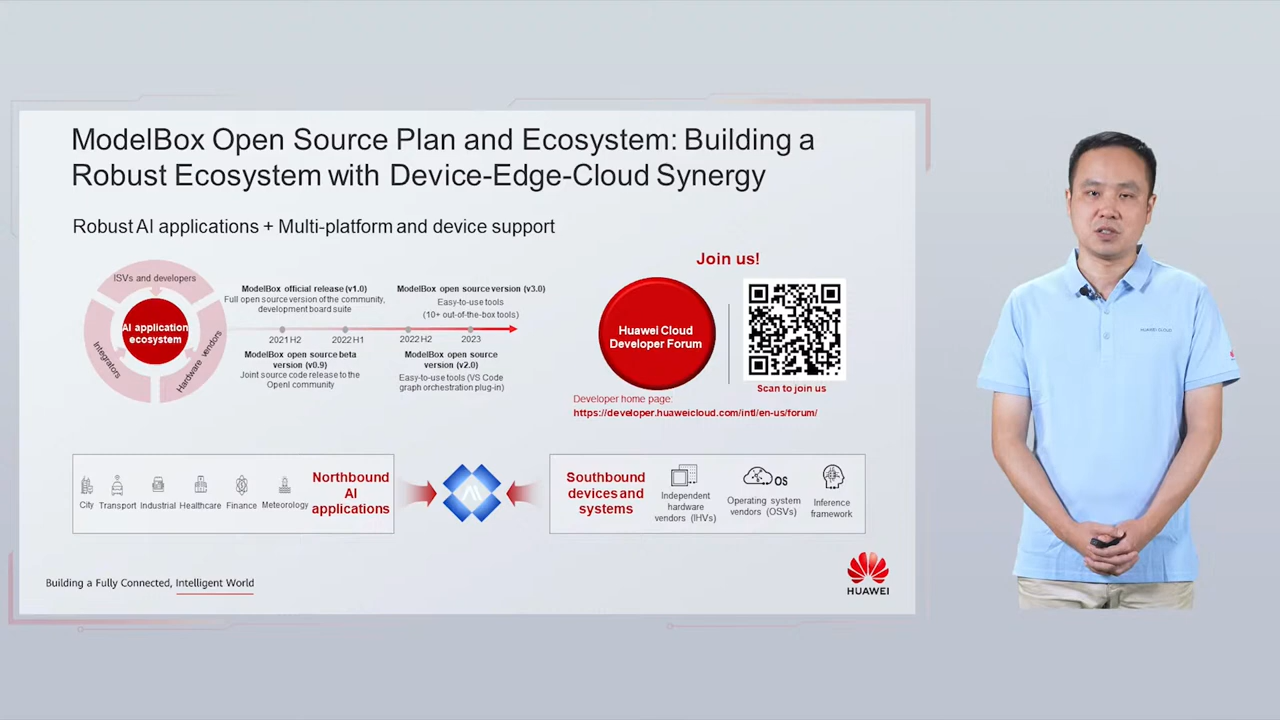 ModelBox Open Source Plan and Ecosystem: Building a
Robust Ecosystem with Device-Edge-Cloud Synergy
Robust AI applications + Multi-platform and device support
ISVs and developers
AI application
ecosystem
Integrators
Hardware vendors
ModelBox official release (v1.0)
Full open source version of the community,
development board suite
ModelBox open source version (v3.0)
Easy-to-use tools
(10+ out-of-the-box tools)
2021 H2
2022 H1
2022 H2
2023
ModelBox open source beta
version (v0.9)
Joint source code release to the
OpenI community
ModelBox open source
version (v2.0)
Easy-to-use tools (VS Code
graph orchestration plug-in)
Join us!
Huawei Cloud
Developer Forum
Scan to join us
Developer home page:
https://developer.huaweicloud.com/intl/en-us/forum/
City
Transport
Industrial
Healthcare
Finance
Meteorology
Northbound
AI
applications
Southbound
devices and
systems
Independent
hardware
vendors (IHVs)
OS
Operating system
vendors (OSVs)
Inference
framework
Building a Fully Connected, Intelligent World
HUAWEI
HUAWEI CLOUD